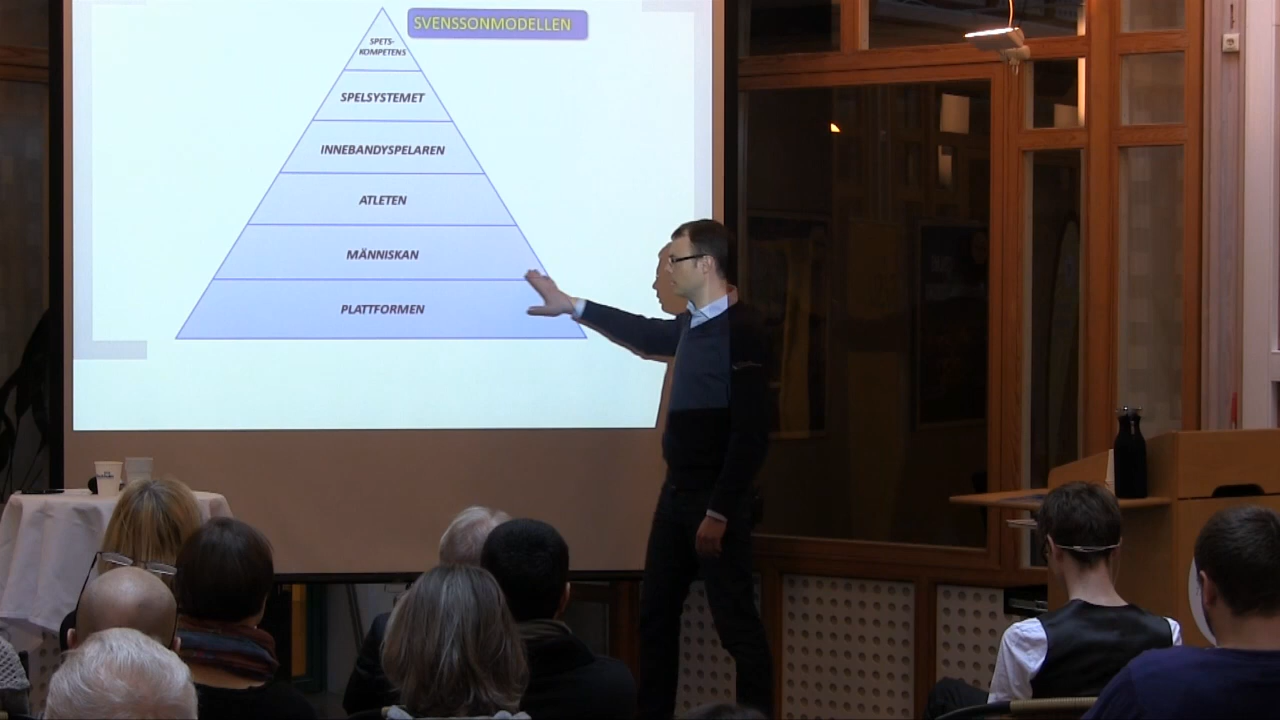 SVENSSONMODELLEN
SPETS-
KOMPETENS
SPELSYSTEMET
INNEBANDYSPELAREN
ATLETEN
MÄNNISKAN
PLATTFORMEN